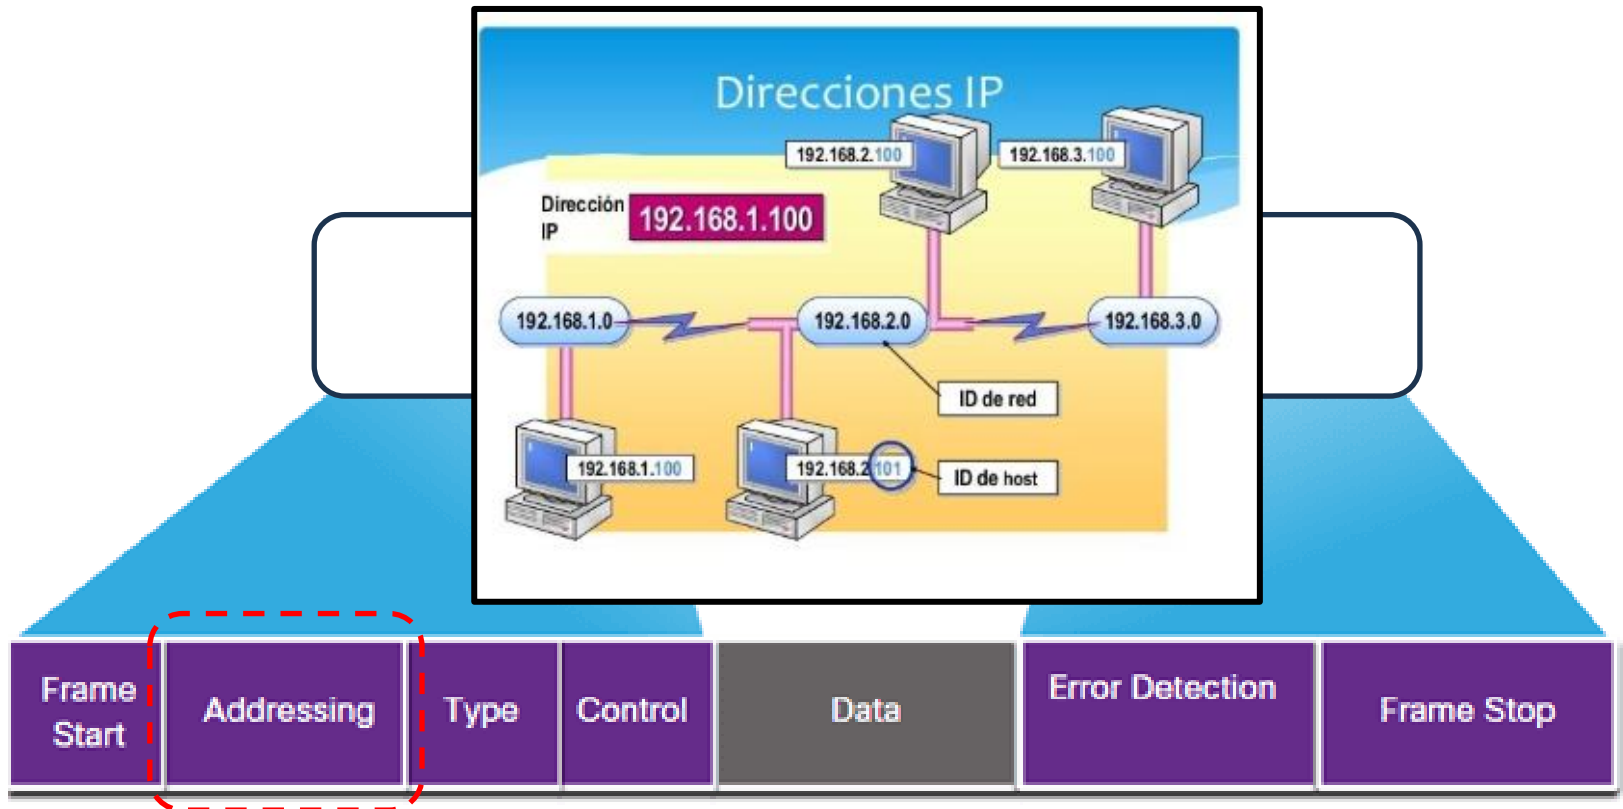 Direcciones IP
192.168.2.100
192.168.3.100
Dirección
IP
192.168.1.100
192.168.1.0
192.168.2.0
192.168.3.0
ID de red
192.168.1.100
192.168.2.101
ID de host
Frame
Start
Addressing
Type
Control
Data
Error Detection
Frame Stop